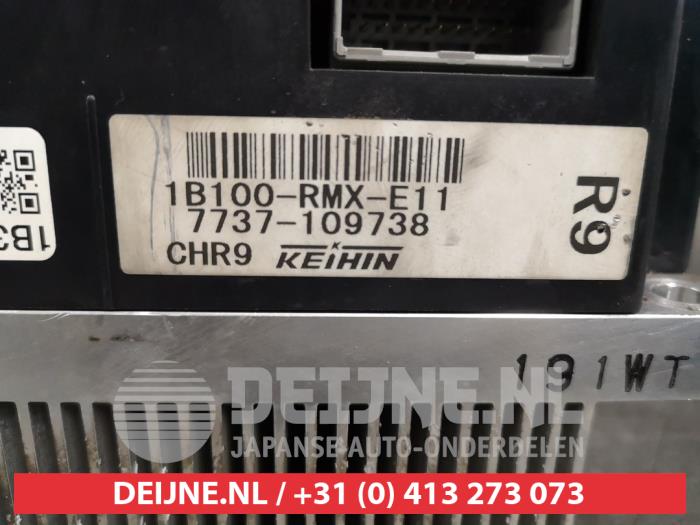 1B100-RMX-E11
7737-109738
CHR9 KEIHIN
R9
1B3
191WT
DEIJNE.NL
JAPANSE AUTO-ONDERDELEN
DEIJNE.NL / +31 (0) 413 273 073